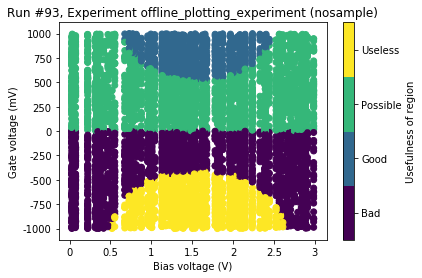 Run #93, Experiment offline_plotting_experiment (nosample)
1000
750
500
250
0
-250
-500
-750
-1000
Gate voltage (mV)
0
0.5
1
1.5
2
2.5
3
Bias voltage (V)
Useless
Possible
Good
Bad
Usefulness of region